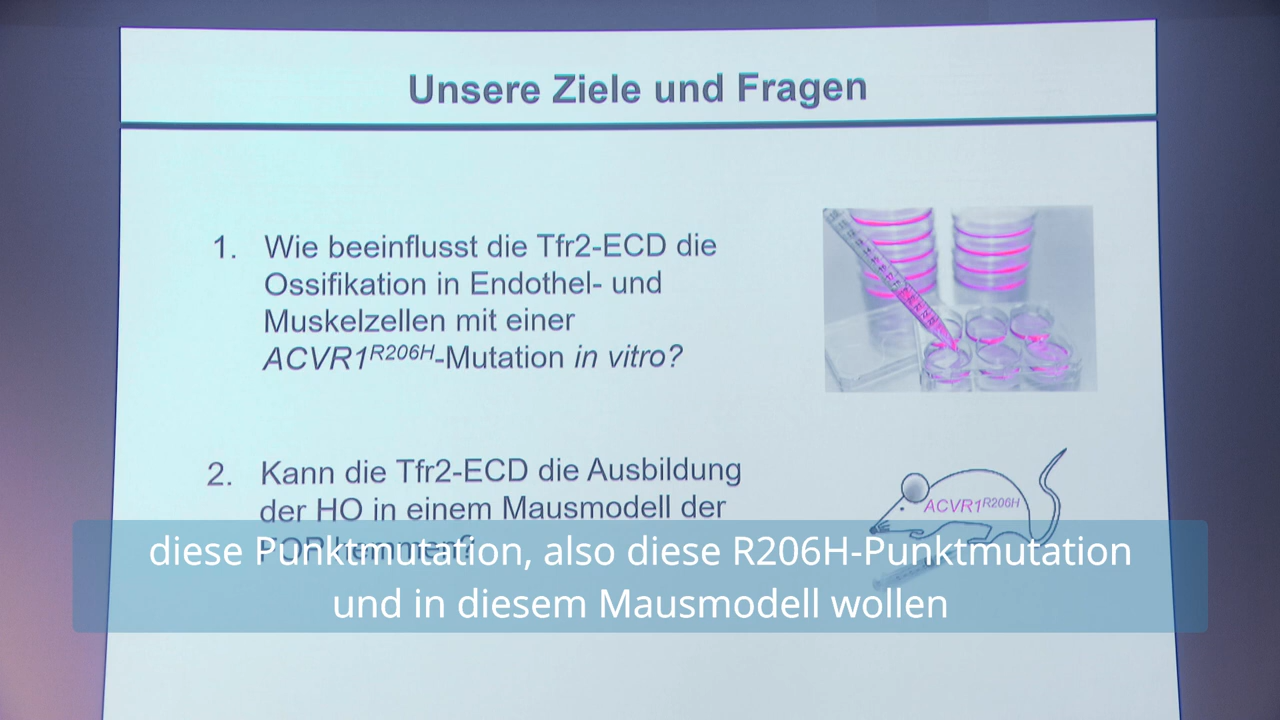 Unsere Ziele und Fragen
1. Wie beeinflusst die Tfr2-ECD die
Ossifikation in Endothel- und
Muskelzellen mit einer
ACVR1R206H-Mutation in vitro?
2. Kann die Tfr2-ECD die Ausbildung
der HO in einem Mausmodell der
ACVR1R206H
diese Punktmutation, also diese R206H-Punktmutation
und in diesem Mausmodell wollen